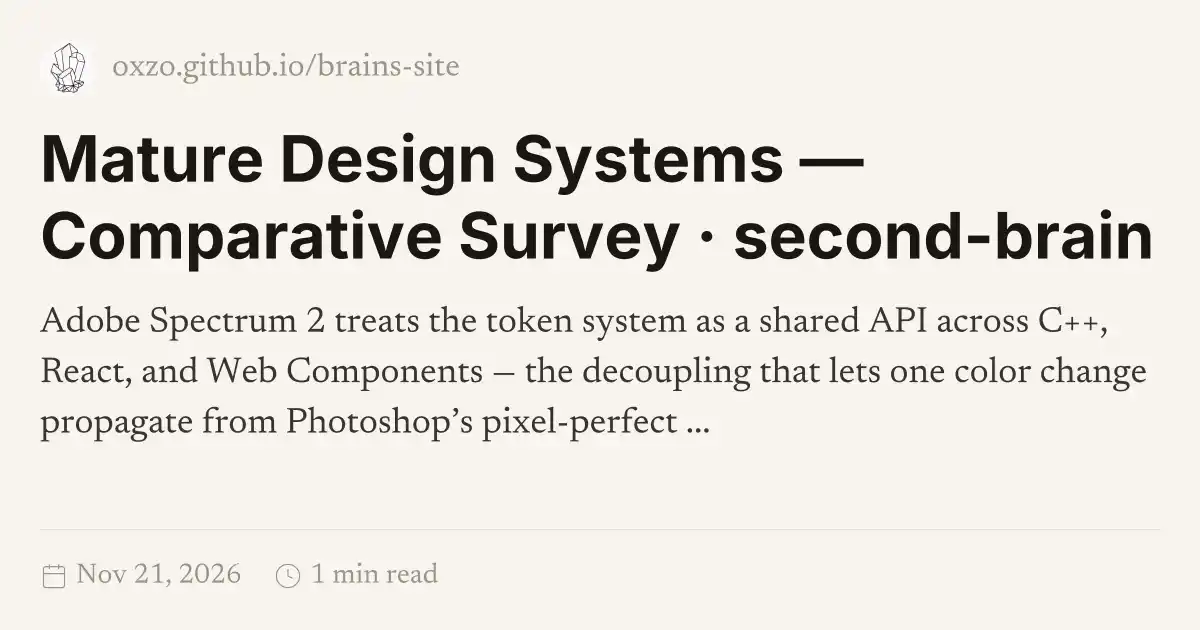 oxzo.github.io/brains-site
Mature Design Systems —
Comparative Survey · second-brain
Adobe Spectrum 2 treats the token system as a shared API across C++,
React, and Web Components — the decoupling that lets one color change
propagate from Photoshop’s pixel-perfect ...
Nov 21, 2026 1 min read